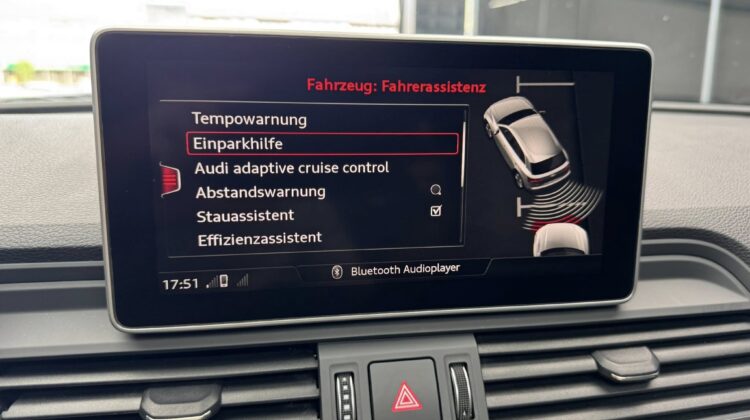 Fahrzeug: Fahrerassistenz
Tempowarnung
Einparkhilfe
Audi adaptive cruise control
Abstandswarnung
Stauassistent
Effizienzassistent
Bluetooth Audioplayer
17:51